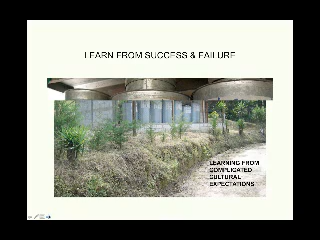 LEARN FROM SUCCESS & FAILURE
LEARNING FROM
COMPLICATED
CULTURAL
EXPECTATIONS